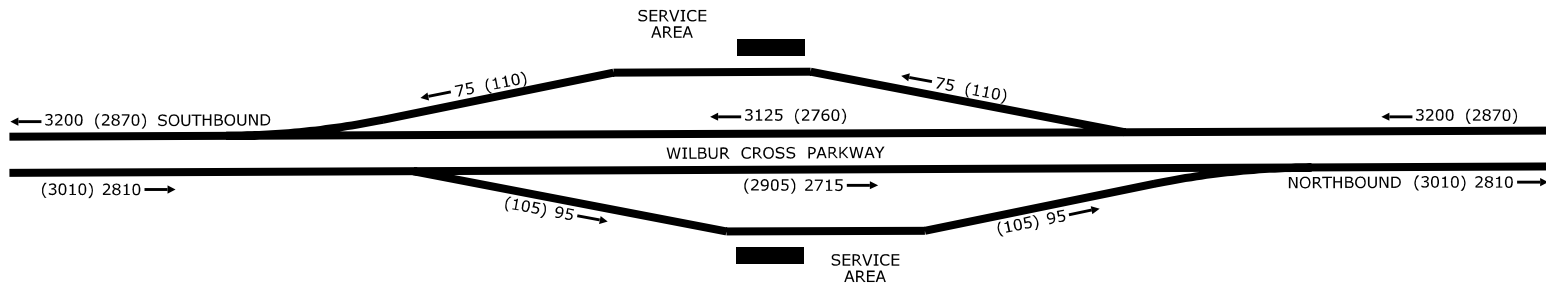 SERVICE
AREA
75 (110)
75 (110)
3200 (2870) SOUTHBOUND
3125 (2760)
3200 (2870)
WILBUR CROSS PARKWAY
(3010) 2810
(2905) 2715
NORTHBOUND (3010) 2810
(105) 95
(105) 95
SERVICE
AREA